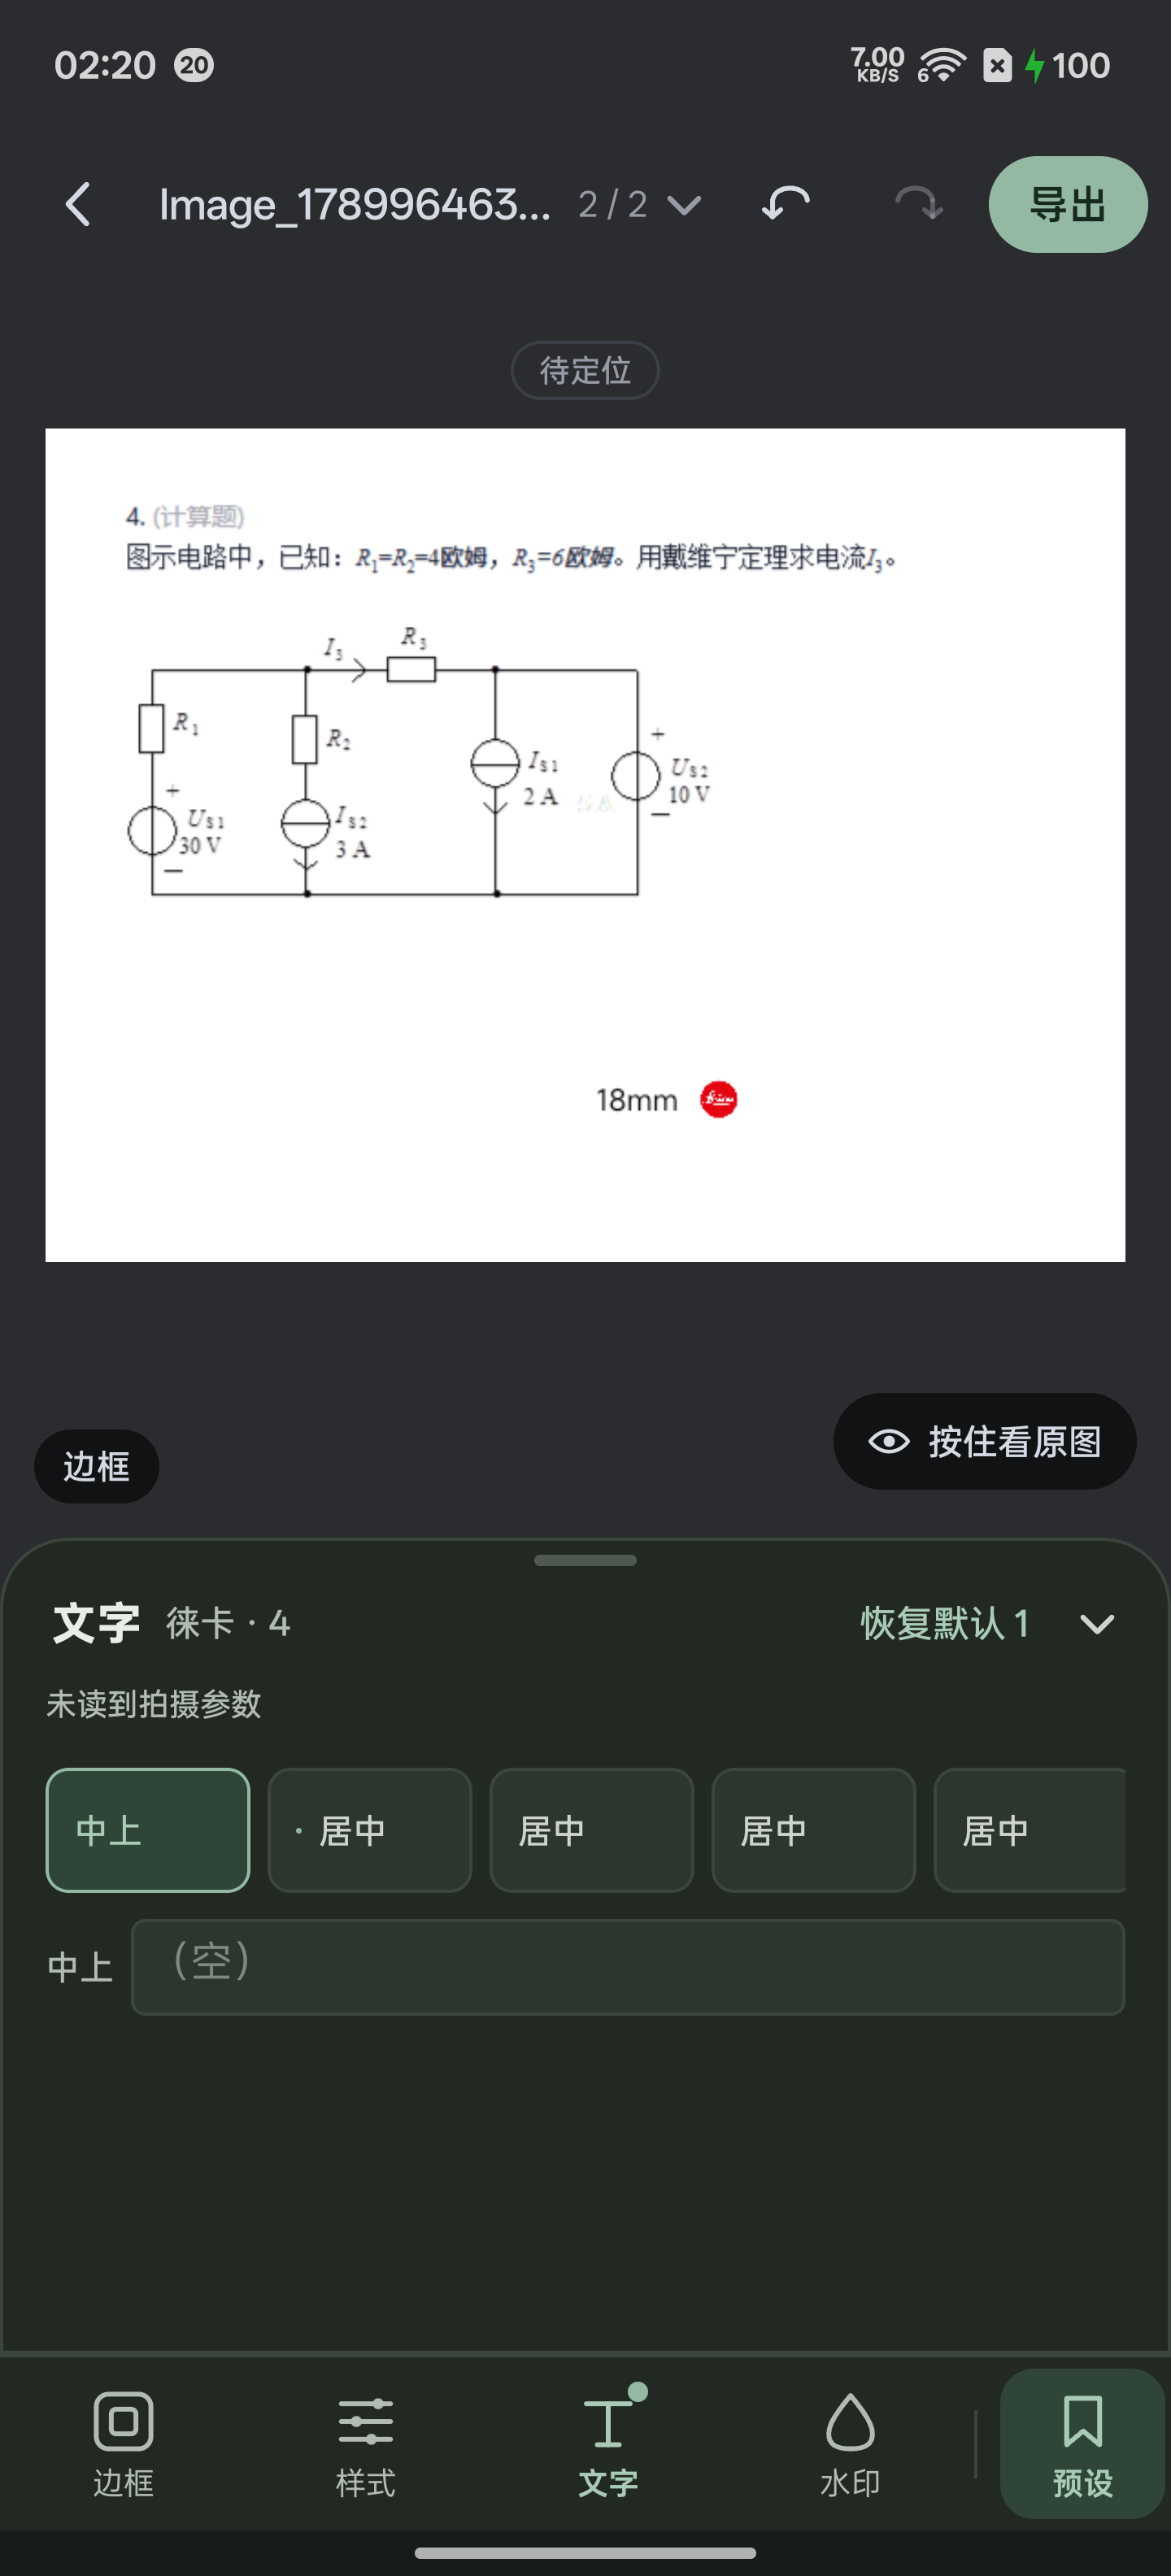 02:20 20 7.00 KB/S 6 100
Image_178996463... 2 / 2 导出
待定位
4. (计算题)
图示电路中，已知：R₁=R₂=4欧姆，R₃=6欧姆。用戴维宁定理求电流I₃。
I₃ R₃
R₁ R₂
+ U_S1 30 V —
I_S2 3 A
I_S1 2 A
+ U_S2 10 V —
18mm
边框 按住看原图
文字 徕卡 · 4 恢复默认 1
未读到拍摄参数
中上 · 居中 居中 居中 居中
中上 （空）
边框 样式 文字 水印 预设